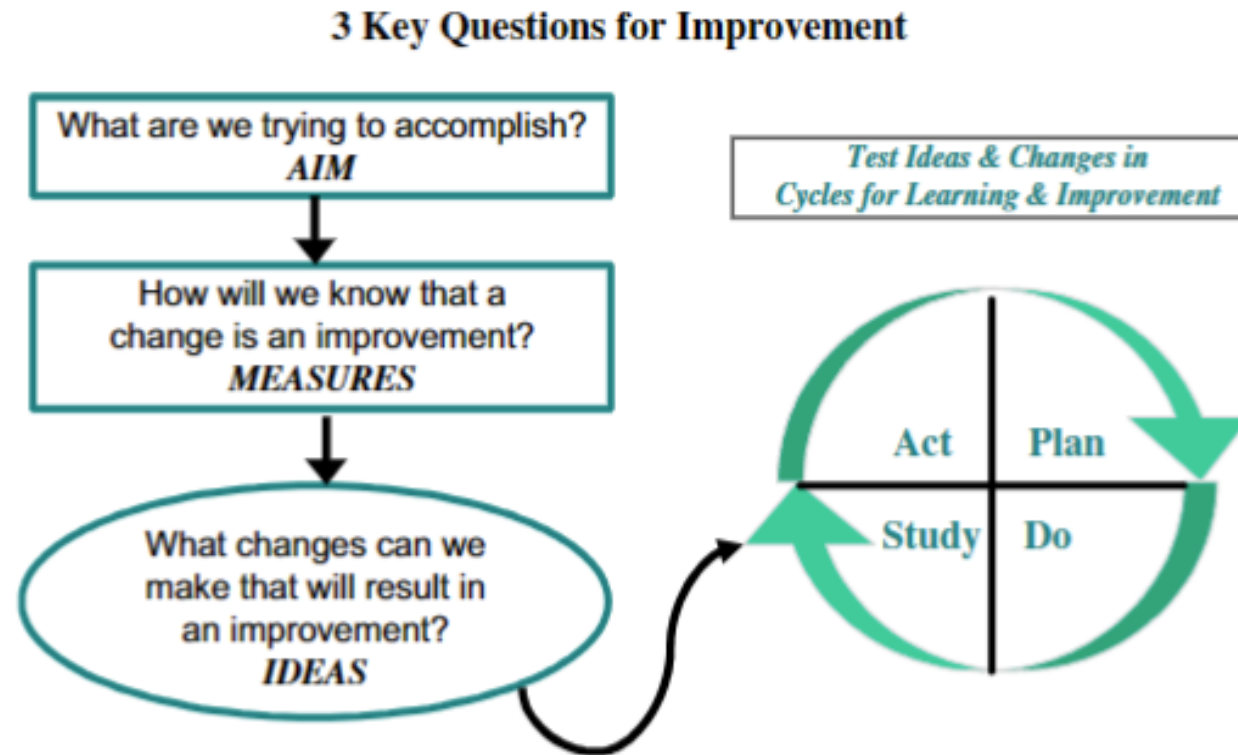 3 Key Questions for Improvement
What are we trying to accomplish?
AIM
How will we know that a
change is an improvement?
MEASURES
What changes can we
make that will result in
an improvement?
IDEAS
Test Ideas & Changes in
Cycles for Learning & Improvement
Act Plan
Study Do